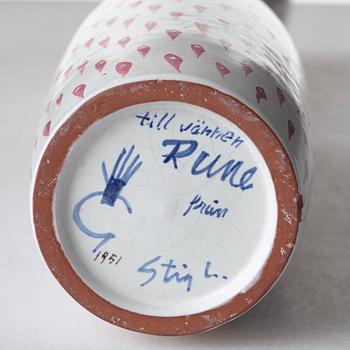 till vännen
Rune
från
1951
Stig L.